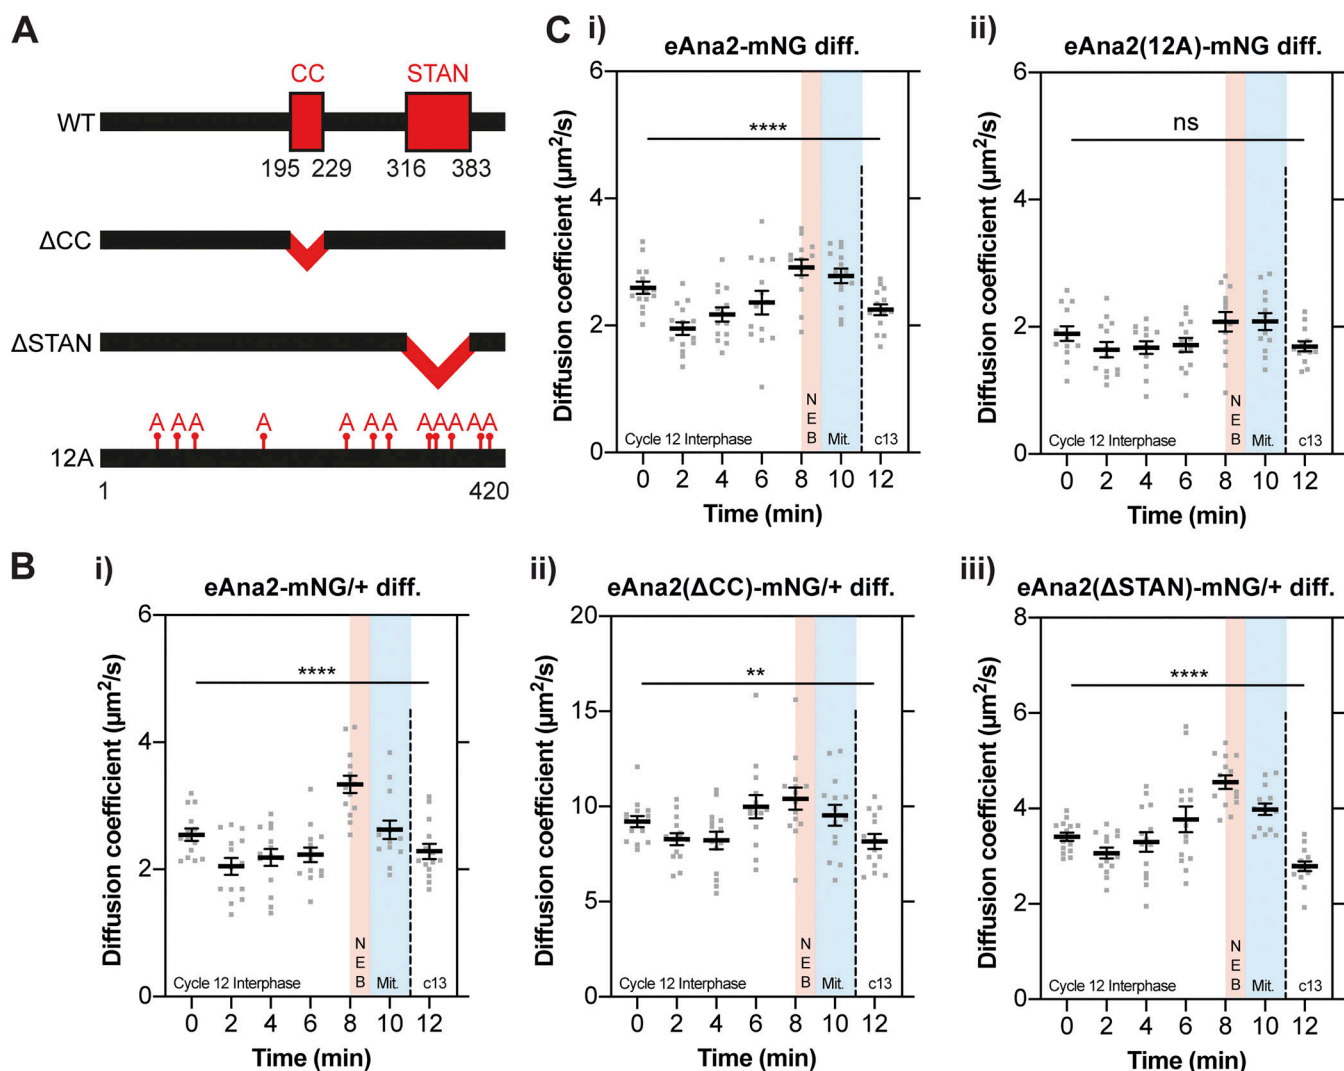 A
CC STAN
WT
195 229 316 383
ΔCC
ΔSTAN
A A A A A A A A A A A A
12A
1 420
C i)
eAna2-mNG diff.
Diffusion coefficient (µm²/s)
6
4
2
0
****
Cycle 12 Interphase
NEB
Mit.
c13
0 2 4 6 8 10 12
Time (min)
ii)
eAna2(12A)-mNG diff.
Diffusion coefficient (µm²/s)
6
4
2
0
ns
Cycle 12 Interphase
NEB
Mit.
c13
0 2 4 6 8 10 12
Time (min)
B i)
eAna2-mNG/+ diff.
Diffusion coefficient (µm²/s)
6
4
2
0
****
Cycle 12 Interphase
NEB
Mit.
c13
0 2 4 6 8 10 12
Time (min)
ii)
eAna2(ΔCC)-mNG/+ diff.
Diffusion coefficient (µm²/s)
20
15
10
5
0
**
Cycle 12 Interphase
NEB
Mit.
c13
0 2 4 6 8 10 12
Time (min)
iii)
eAna2(ΔSTAN)-mNG/+ diff.
Diffusion coefficient (µm²/s)
8
6
4
2
0
****
Cycle 12 Interphase
NEB
Mit.
c13
0 2 4 6 8 10 12
Time (min)